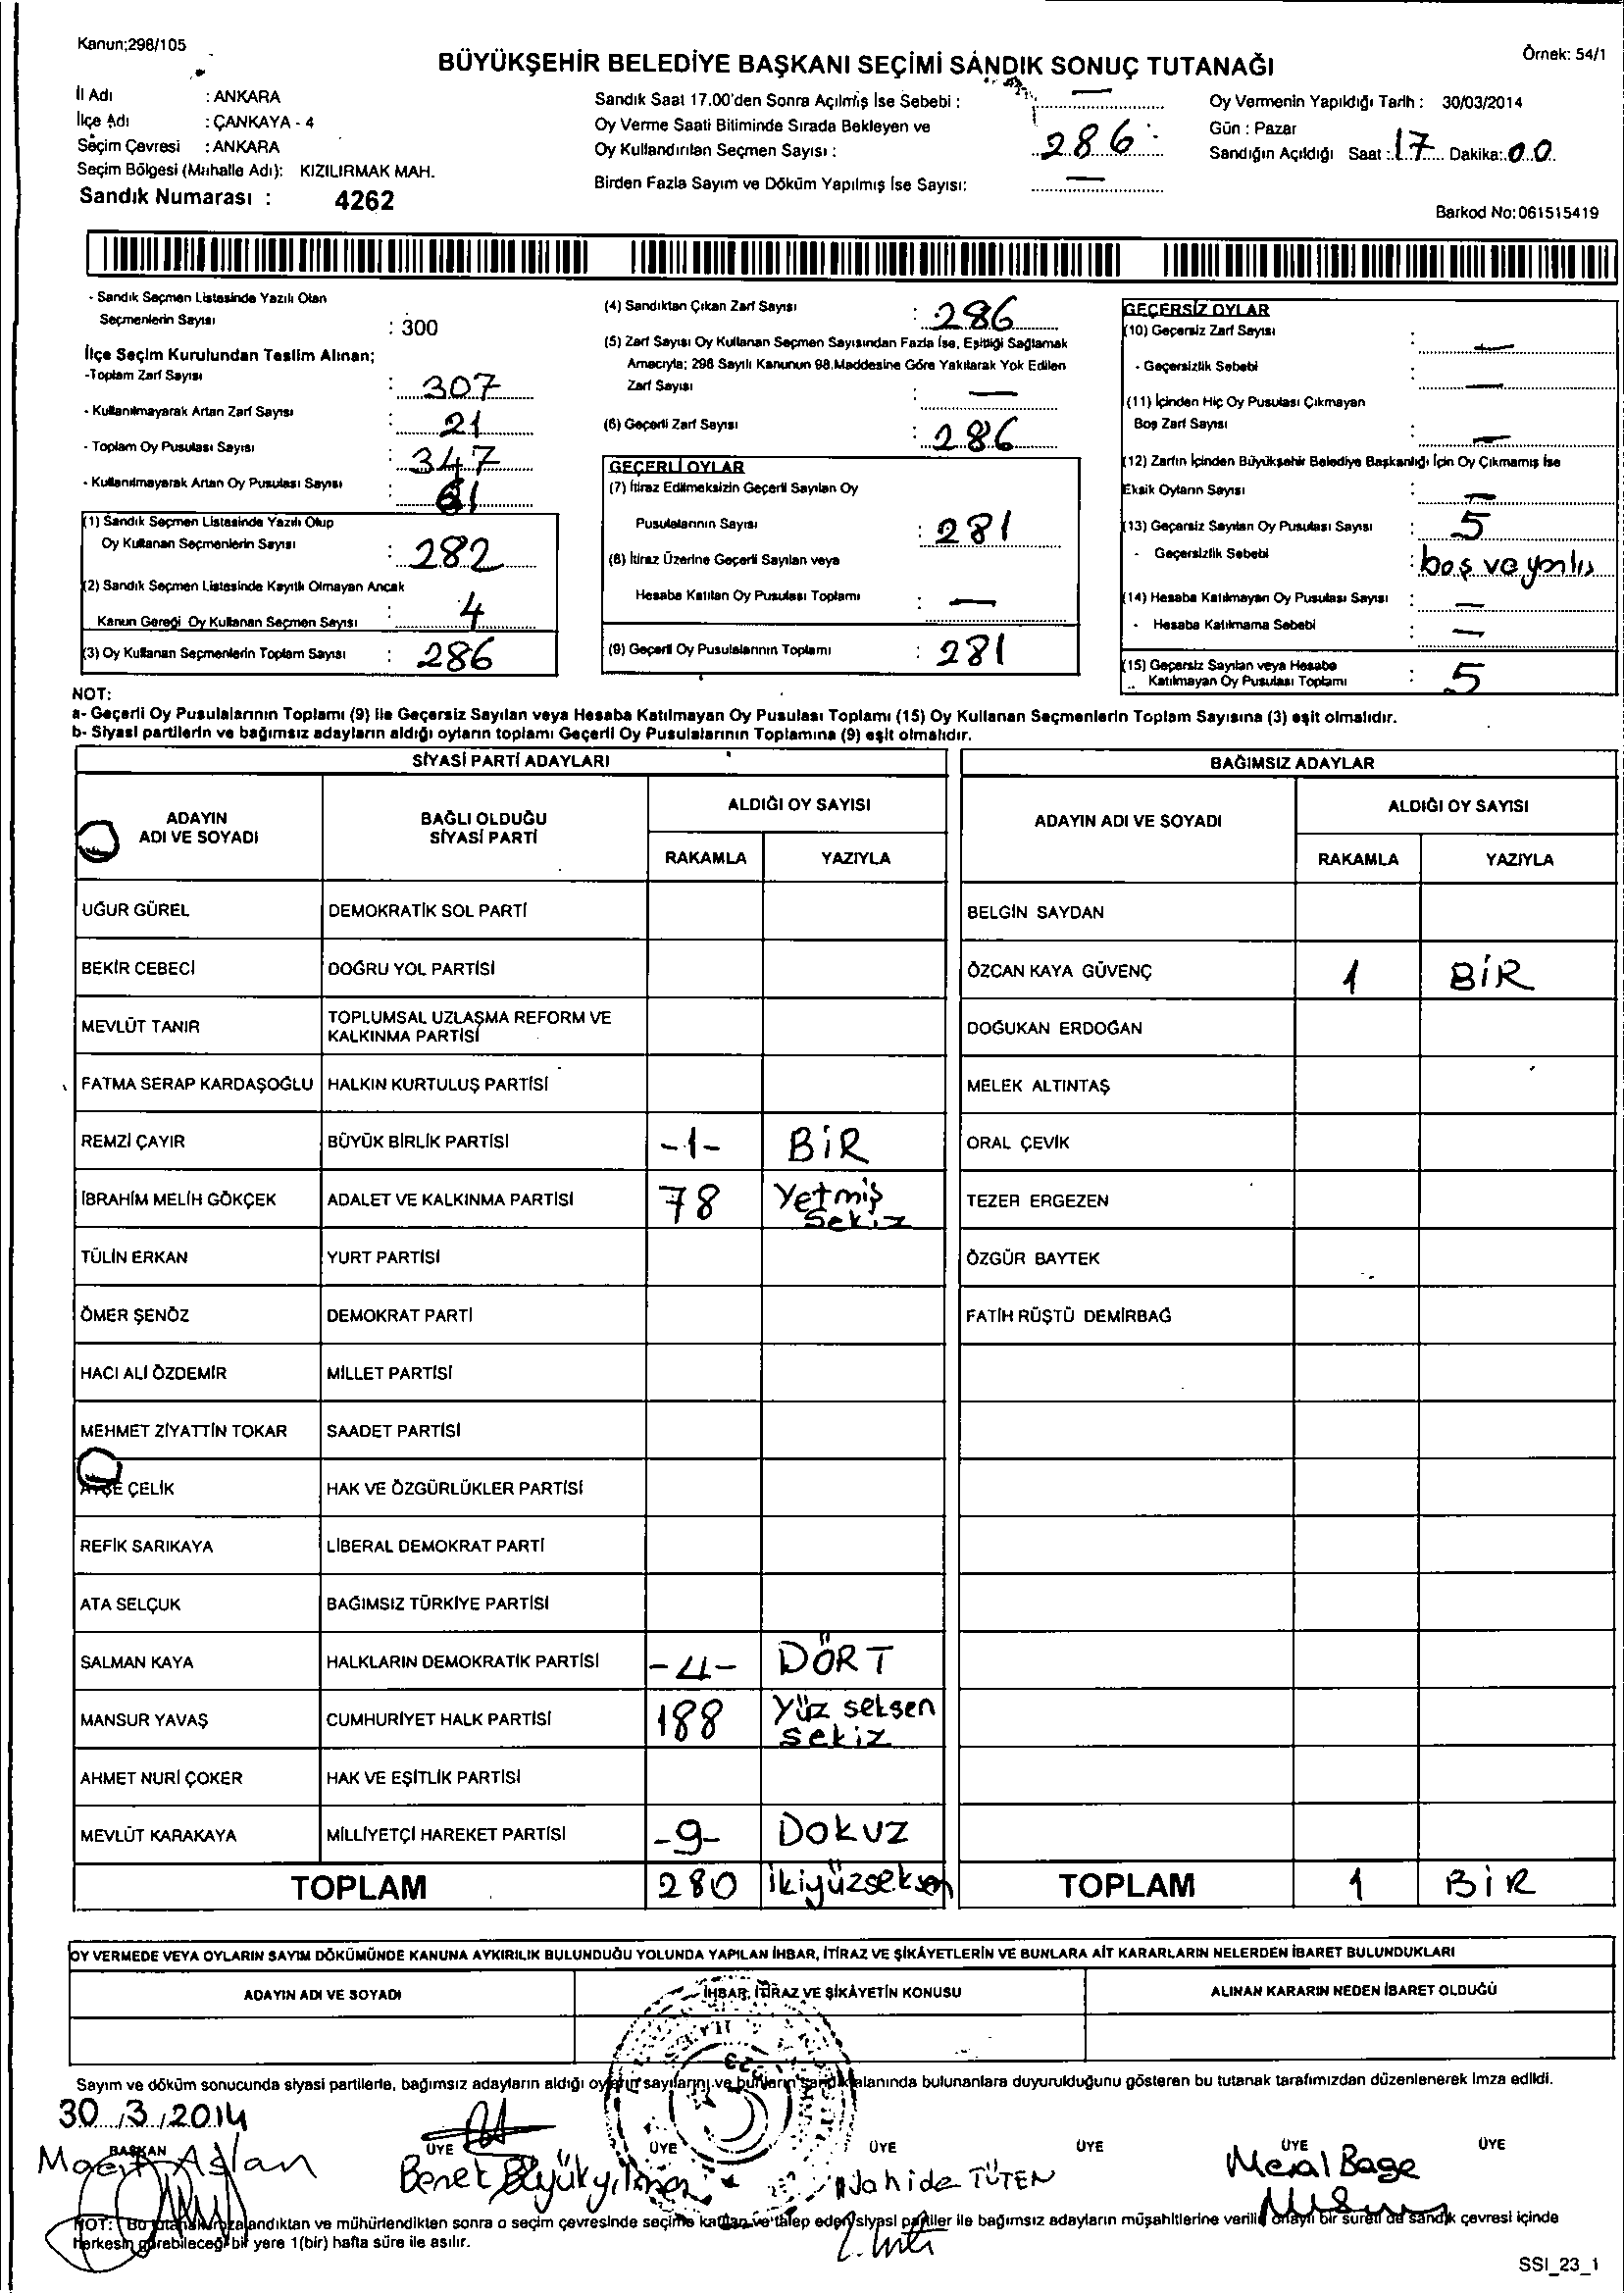 Kanun;298/105
Örnek: 54/1
BÜYÜKŞEHİR BELEDİYE BAŞKANI SEÇİMİ SANDIK SONUÇ TUTANAĞI
İl Adı : ANKARA
İlçe Adı : ÇANKAYA - 4
Seçim Çevresi : ANKARA
Seçim Bölgesi (Mahalle Adı): KIZILIRMAK MAH.
Sandık Numarası : 4262
Sandık Saat 17.00'den Sonra Açılmış İse Sebebi : —
Oy Verme Saati Bitiminde Sırada Bekleyen ve
Oy Kullandırılan Seçmen Sayısı : 286
Birden Fazla Sayım ve Döküm Yapılmış İse Sayısı: —
Oy Vermenin Yapıldığı Tarih : 30/03/2014
Gün : Pazar
Sandığın Açıldığı Saat : 17 Dakika: 00
Barkod No: 061515419
- Sandık Seçmen Listesinde Yazılı Olan
Seçmenlerin Sayısı : 300
İlçe Seçim Kurulundan Teslim Alınan;
-Toplam Zarf Sayısı : 307
- Kullanılmayarak Artan Zarf Sayısı : 21
- Toplam Oy Pusulası Sayısı : 347
- Kullanılmayarak Artan Oy Pusulası Sayısı : 61
(1) Sandık Seçmen Listesinde Yazılı Olup
Oy Kullanan Seçmenlerin Sayısı : 282
(2) Sandık Seçmen Listesinde Kayıtlı Olmayan Ancak
Kanun Gereği Oy Kullanan Seçmen Sayısı : 4
(3) Oy Kullanan Seçmenlerin Toplam Sayısı : 286
(4) Sandıktan Çıkan Zarf Sayısı : 286
(5) Zarf Sayısı Oy Kullanan Seçmen Sayısından Fazla İse, Eşitliği Sağlamak
Amacıyla; 298 Sayılı Kanunun 98.Maddesine Göre Yakılarak Yok Edilen
Zarf Sayısı : —
(6) Geçerli Zarf Sayısı : 286
GEÇERLİ OYLAR
(7) İtiraz Edilmeksizin Geçerli Sayılan Oy
Pusulalarının Sayısı : 281
(8) İtiraz Üzerine Geçerli Sayılan veya
Hesaba Katılan Oy Pusulası Toplamı : —
(9) Geçerli Oy Pusulalarının Toplamı : 281
GEÇERSİZ OYLAR
(10) Geçersiz Zarf Sayısı : —
- Geçersizlik Sebebi : —
(11) İçinden Hiç Oy Pusulası Çıkmayan
Boş Zarf Sayısı : —
(12) Zarfın İçinden Büyükşehir Belediye Başkanlığı İçin Oy Çıkmamış İse
Eksik Oyların Sayısı : —
(13) Geçersiz Sayılan Oy Pusulası Sayısı : 5
- Geçersizlik Sebebi : boş ve yanlış
(14) Hesaba Katılmayan Oy Pusulası Sayısı : —
- Hesaba Katılmama Sebebi : —
(15) Geçersiz Sayılan veya Hesaba
Katılmayan Oy Pusulası Toplamı : 5
NOT:
a- Geçerli Oy Pusulalarının Toplamı (9) ile Geçersiz Sayılan veya Hesaba Katılmayan Oy Pusulası Toplamı (15) Oy Kullanan Seçmenlerin Toplam Sayısına (3) eşit olmalıdır.
b- Siyasi partilerin ve bağımsız adayların aldığı oyların toplamı Geçerli Oy Pusulalarının Toplamına (9) eşit olmalıdır.
SİYASİ PARTİ ADAYLARI
ADAYIN ADI VE SOYADI
BAĞLI OLDUĞU SİYASİ PARTİ
ALDIĞI OY SAYISI
RAKAMLA YAZIYLA
UĞUR GÜREL DEMOKRATİK SOL PARTİ
BEKİR CEBECİ DOĞRU YOL PARTİSİ
MEVLÜT TANIR TOPLUMSAL UZLAŞMA REFORM VE
KALKINMA PARTİSİ
FATMA SERAP KARDAŞOĞLU HALKIN KURTULUŞ PARTİSİ
REMZİ ÇAYIR BÜYÜK BİRLİK PARTİSİ -1- BİR
İBRAHİM MELİH GÖKÇEK ADALET VE KALKINMA PARTİSİ 78 Yetmiş
Sekiz
TÜLİN ERKAN YURT PARTİSİ
ÖMER ŞENÖZ DEMOKRAT PARTİ
HACI ALİ ÖZDEMİR MİLLET PARTİSİ
MEHMET ZİYATTİN TOKAR SAADET PARTİSİ
AYŞE ÇELİK HAK VE ÖZGÜRLÜKLER PARTİSİ
REFİK SARIKAYA LİBERAL DEMOKRAT PARTİ
ATA SELÇUK BAĞIMSIZ TÜRKİYE PARTİSİ
SALMAN KAYA HALKLARIN DEMOKRATİK PARTİSİ -4- DÖRT
MANSUR YAVAŞ CUMHURİYET HALK PARTİSİ 188 Yüz seksen
sekiz
AHMET NURİ ÇOKER HAK VE EŞİTLİK PARTİSİ
MEVLÜT KARAKAYA MİLLİYETÇİ HAREKET PARTİSİ -9- DOKUZ
TOPLAM 280 ikiyüzseksen
BAĞIMSIZ ADAYLAR
ADAYIN ADI VE SOYADI
ALDIĞI OY SAYISI
RAKAMLA YAZIYLA
BELGİN SAYDAN
ÖZCAN KAYA GÜVENÇ 1 BİR
DOĞUKAN ERDOĞAN
MELEK ALTINTAŞ
ORAL ÇEVİK
TEZER ERGEZEN
ÖZGÜR BAYTEK
FATİH RÜŞTÜ DEMİRBAĞ
TOPLAM 1 BİR
OY VERMEDE VEYA OYLARIN SAYIM DÖKÜMÜNDE KANUNA AYKIRILIK BULUNDUĞU YOLUNDA YAPILAN İHBAR, İTİRAZ VE ŞİKÂYETLERİN VE BUNLARA AİT KARARLARIN NELERDEN İBARET BULUNDUKLARI
ADAYIN ADI VE SOYADI İHBAR, İTİRAZ VE ŞİKÂYETİN KONUSU ALINAN KARARIN NEDEN İBARET OLDUĞU
Sayım ve döküm sonucunda siyasi partilerle, bağımsız adayların aldığı oyların sayılarını ve bunların sandık alanında bulunanlara duyurulduğunu gösteren bu tutanak tarafımızdan düzenlenerek imza edildi.
30/3/2014
BAŞKAN ÜYE ÜYE ÜYE ÜYE ÜYE ÜYE
Aslan Nahide TÜTEN Meral Bage
NOT: Bu tutanak imzalandıktan ve mühürlendikten sonra o seçim çevresinde seçime katılan ve talep eden siyasi partiler ile bağımsız adayların müşahitlerine verilir onaylı bir sureti de sandık çevresi içinde
herkesin görebileceği bir yere 1(bir) hafta süre ile asılır.
SSI_23_1